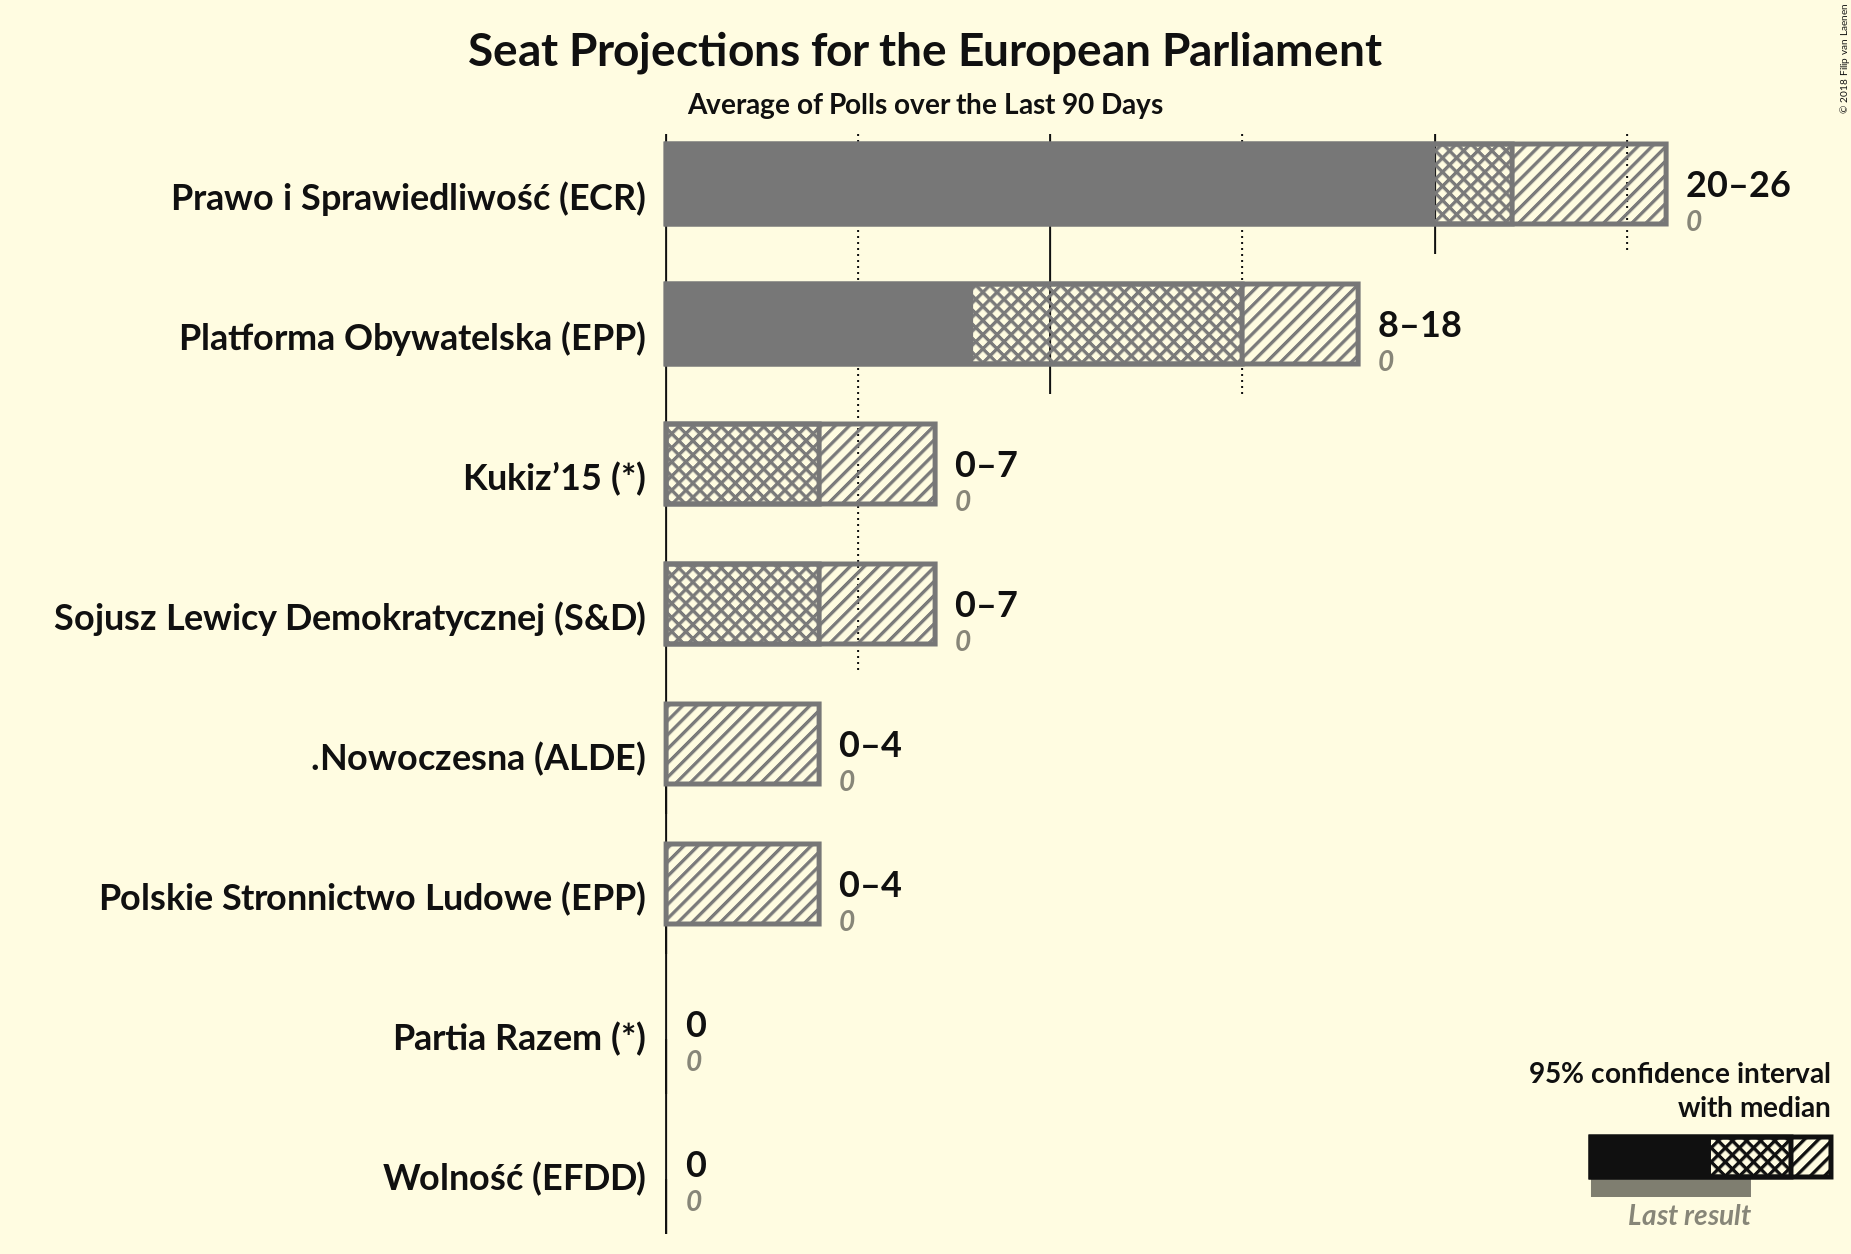 Seat Projections for the European Parliament
Average of Polls over the Last 90 Days
Prawo i Sprawiedliwość (ECR)
20–26
0
Platforma Obywatelska (EPP)
8–18
0
Kukiz’15 (*)
0–7
0
Sojusz Lewicy Demokratycznej (S&D)
0–7
0
.Nowoczesna (ALDE)
0–4
0
Polskie Stronnictwo Ludowe (EPP)
0–4
0
Partia Razem (*)
0
0
Wolność (EFDD)
0
0
95% confidence interval
with median
Last result
© 2018 Filip van Laenen